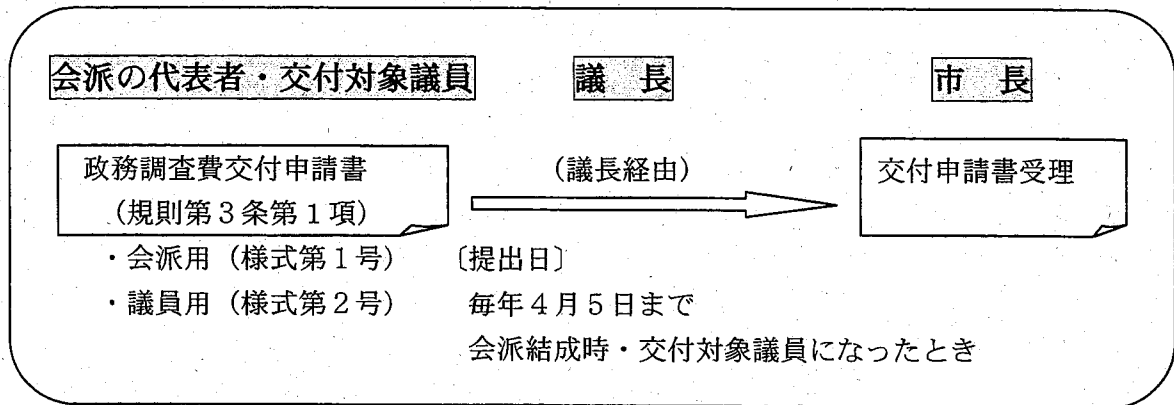 会派の代表者・交付対象議員
議 長
市 長
政務調査費交付申請書
(規則第3条第1項)
(議長経由)
交付申請書受理
・会派用(様式第1号)
〔提出日〕
・議員用(様式第2号)
毎年4月5日まで
会派結成時・交付対象議員になったとき